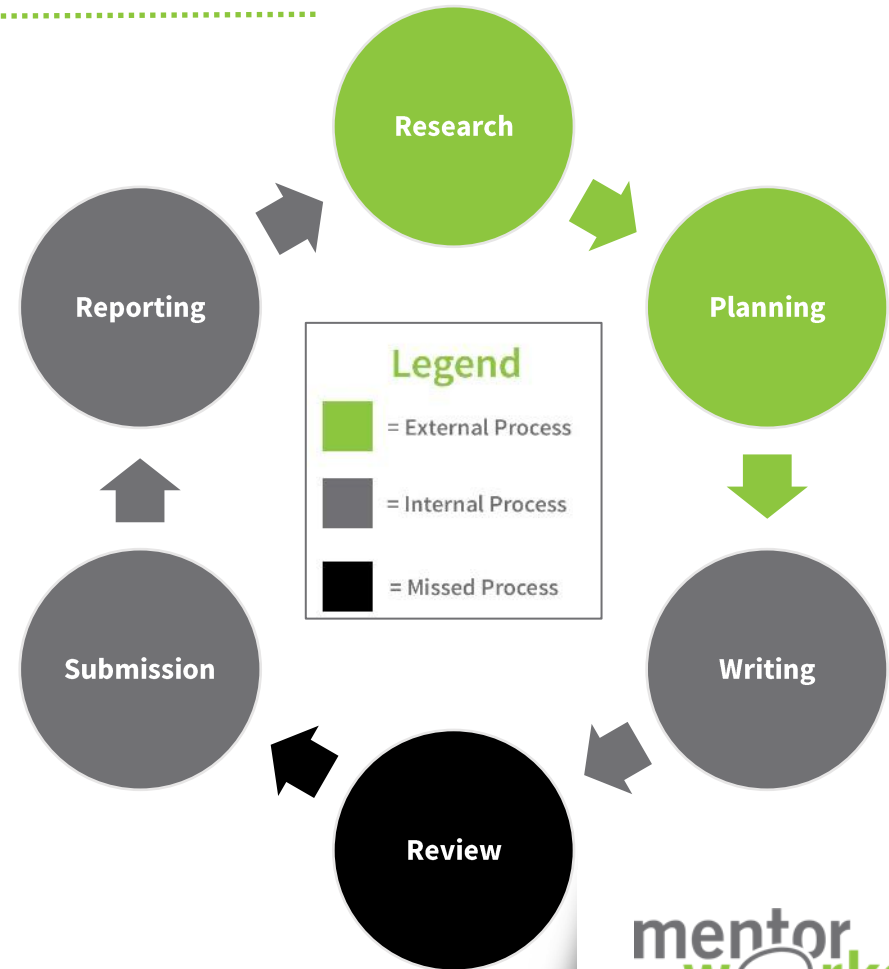 Research
Reporting
Planning
Legend
= External Process
= Internal Process
= Missed Process
Submission
Writing
Review
mentor